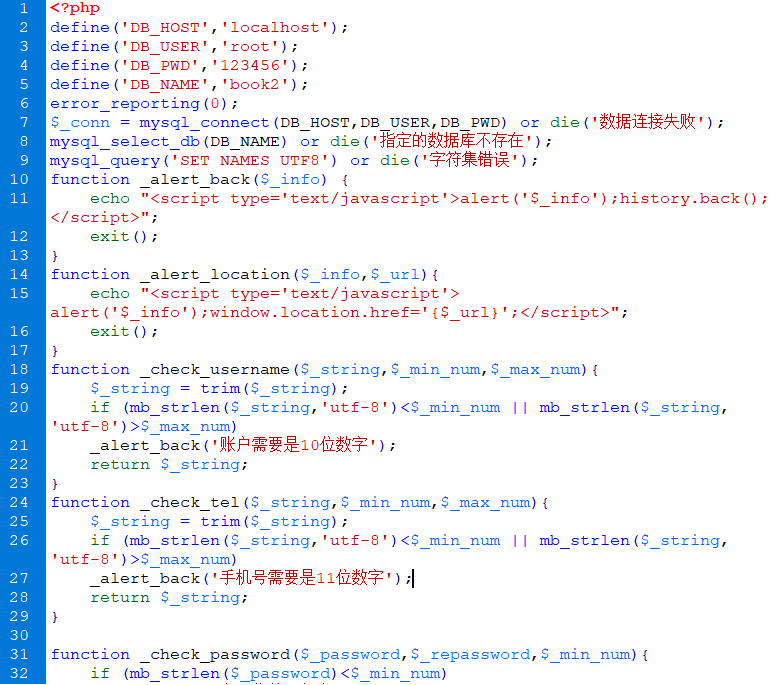 1 <?php
2 define('DB_HOST','localhost');
3 define('DB_USER','root');
4 define('DB_PWD','123456');
5 define('DB_NAME','book2');
6 error_reporting(0);
7 $_conn = mysql_connect(DB_HOST,DB_USER,DB_PWD) or die('数据连接失败');
8 mysql_select_db(DB_NAME) or die('指定的数据库不存在');
9 mysql_query('SET NAMES UTF8') or die('字符集错误');
10 function _alert_back($_info) {
11     echo "<script type='text/javascript'>alert('$_info');history.back();
</script>";
12     exit();
13 }
14 function _alert_location($_info,$_url){
15     echo "<script type='text/javascript'>
alert('$_info');window.location.href='{$_url}';</script>";
16     exit();
17 }
18 function _check_username($_string,$_min_num,$_max_num){
19     $_string = trim($_string);
20     if (mb_strlen($_string,'utf-8')<$_min_num || mb_strlen($_string,
'utf-8')>$_max_num)
21     _alert_back('账户需要是10位数字');
22     return $_string;
23 }
24 function _check_tel($_string,$_min_num,$_max_num){
25     $_string = trim($_string);
26     if (mb_strlen($_string,'utf-8')<$_min_num || mb_strlen($_string,
'utf-8')>$_max_num)
27     _alert_back('手机号需要是11位数字');
28     return $_string;
29 }
30
31 function _check_password($_password,$_repassword,$_min_num){
32     if (mb_strlen($_password)<$_min_num)